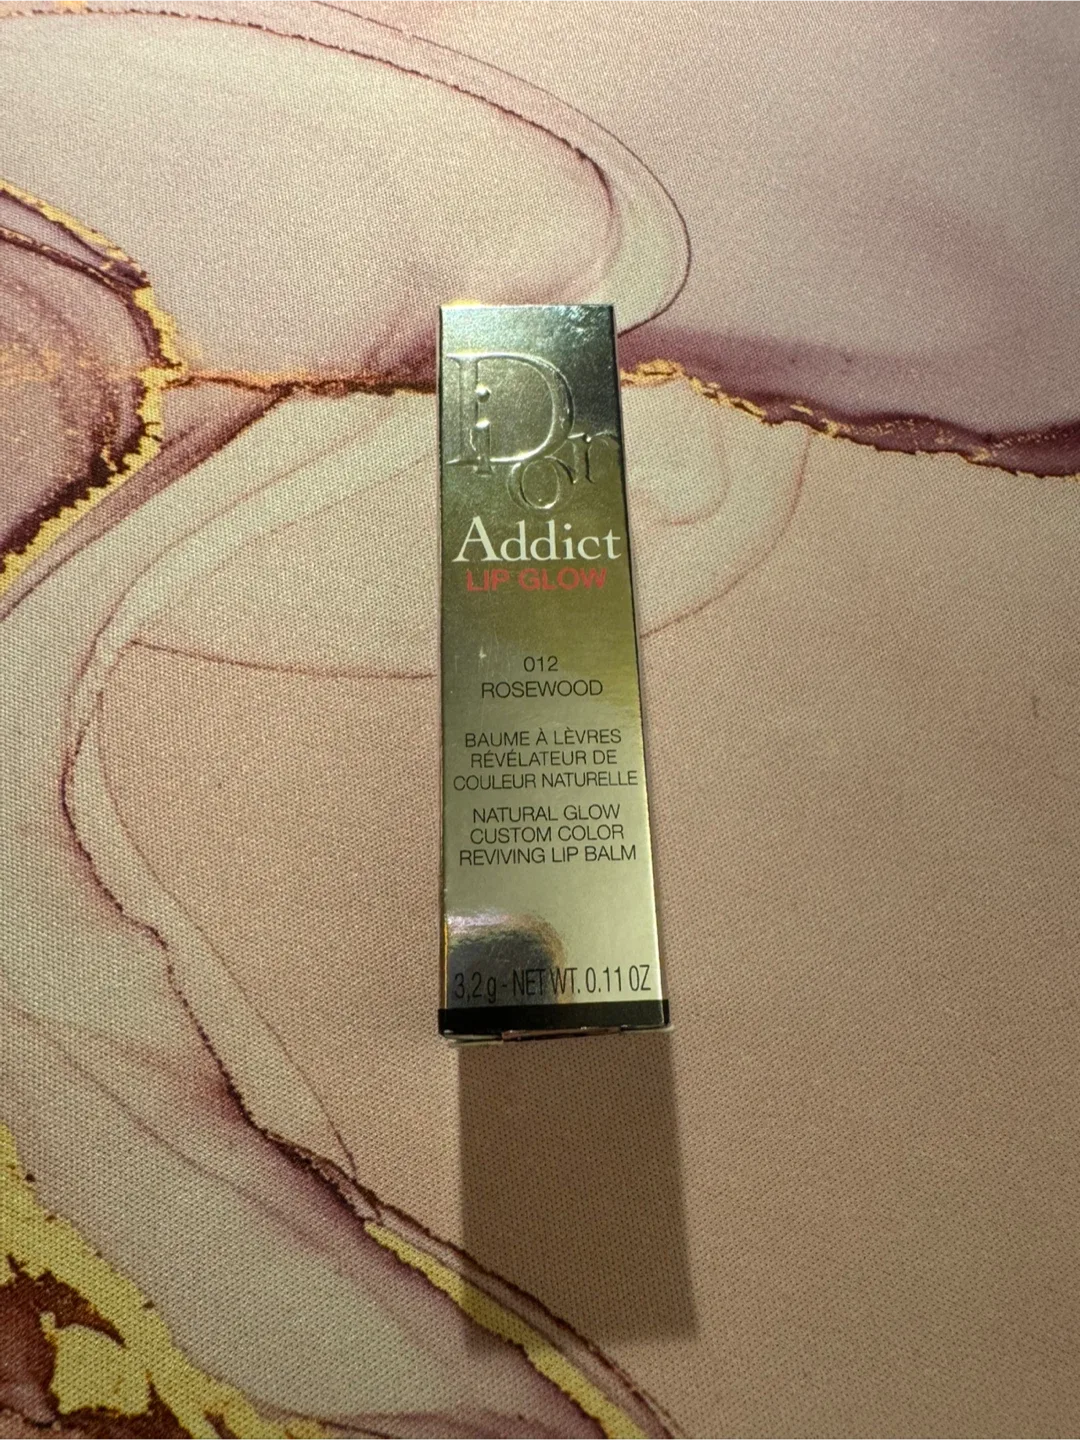 Dior
Addict
LIP GLOW
012
ROSEWOOD
BAUME À LÈVRES
RÉVÉLATEUR DE
COULEUR NATURELLE
NATURAL GLOW
CUSTOM COLOR
REVIVING LIP BALM
3,2 g - NET WT. 0.11 OZ